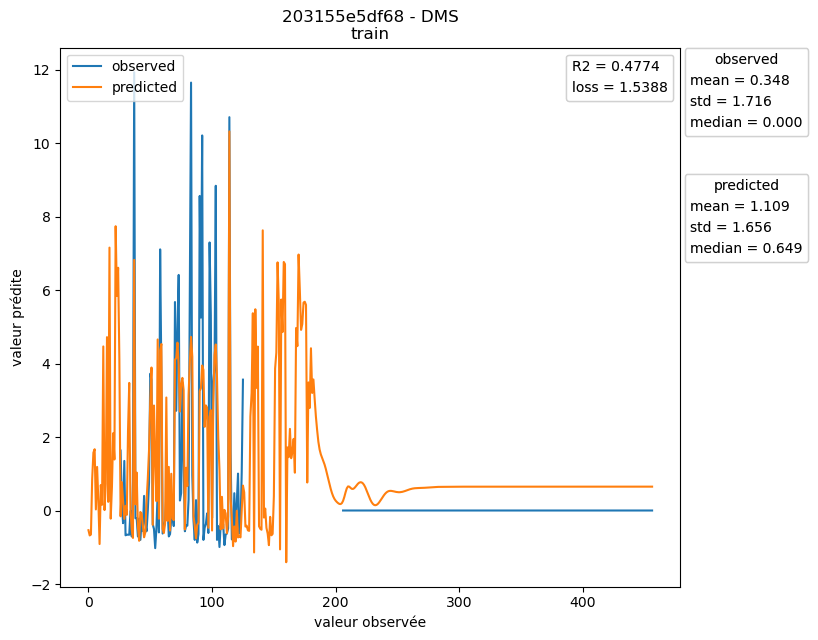 203155e5df68 - DMS
train
observed
predicted
R2 = 0.4774
loss = 1.5388
observed
mean = 0.348
std = 1.716
median = 0.000
predicted
mean = 1.109
std = 1.656
median = 0.649
valeur prédite
12
10
8
6
4
2
0
−2
0
100
200
300
400
valeur observée